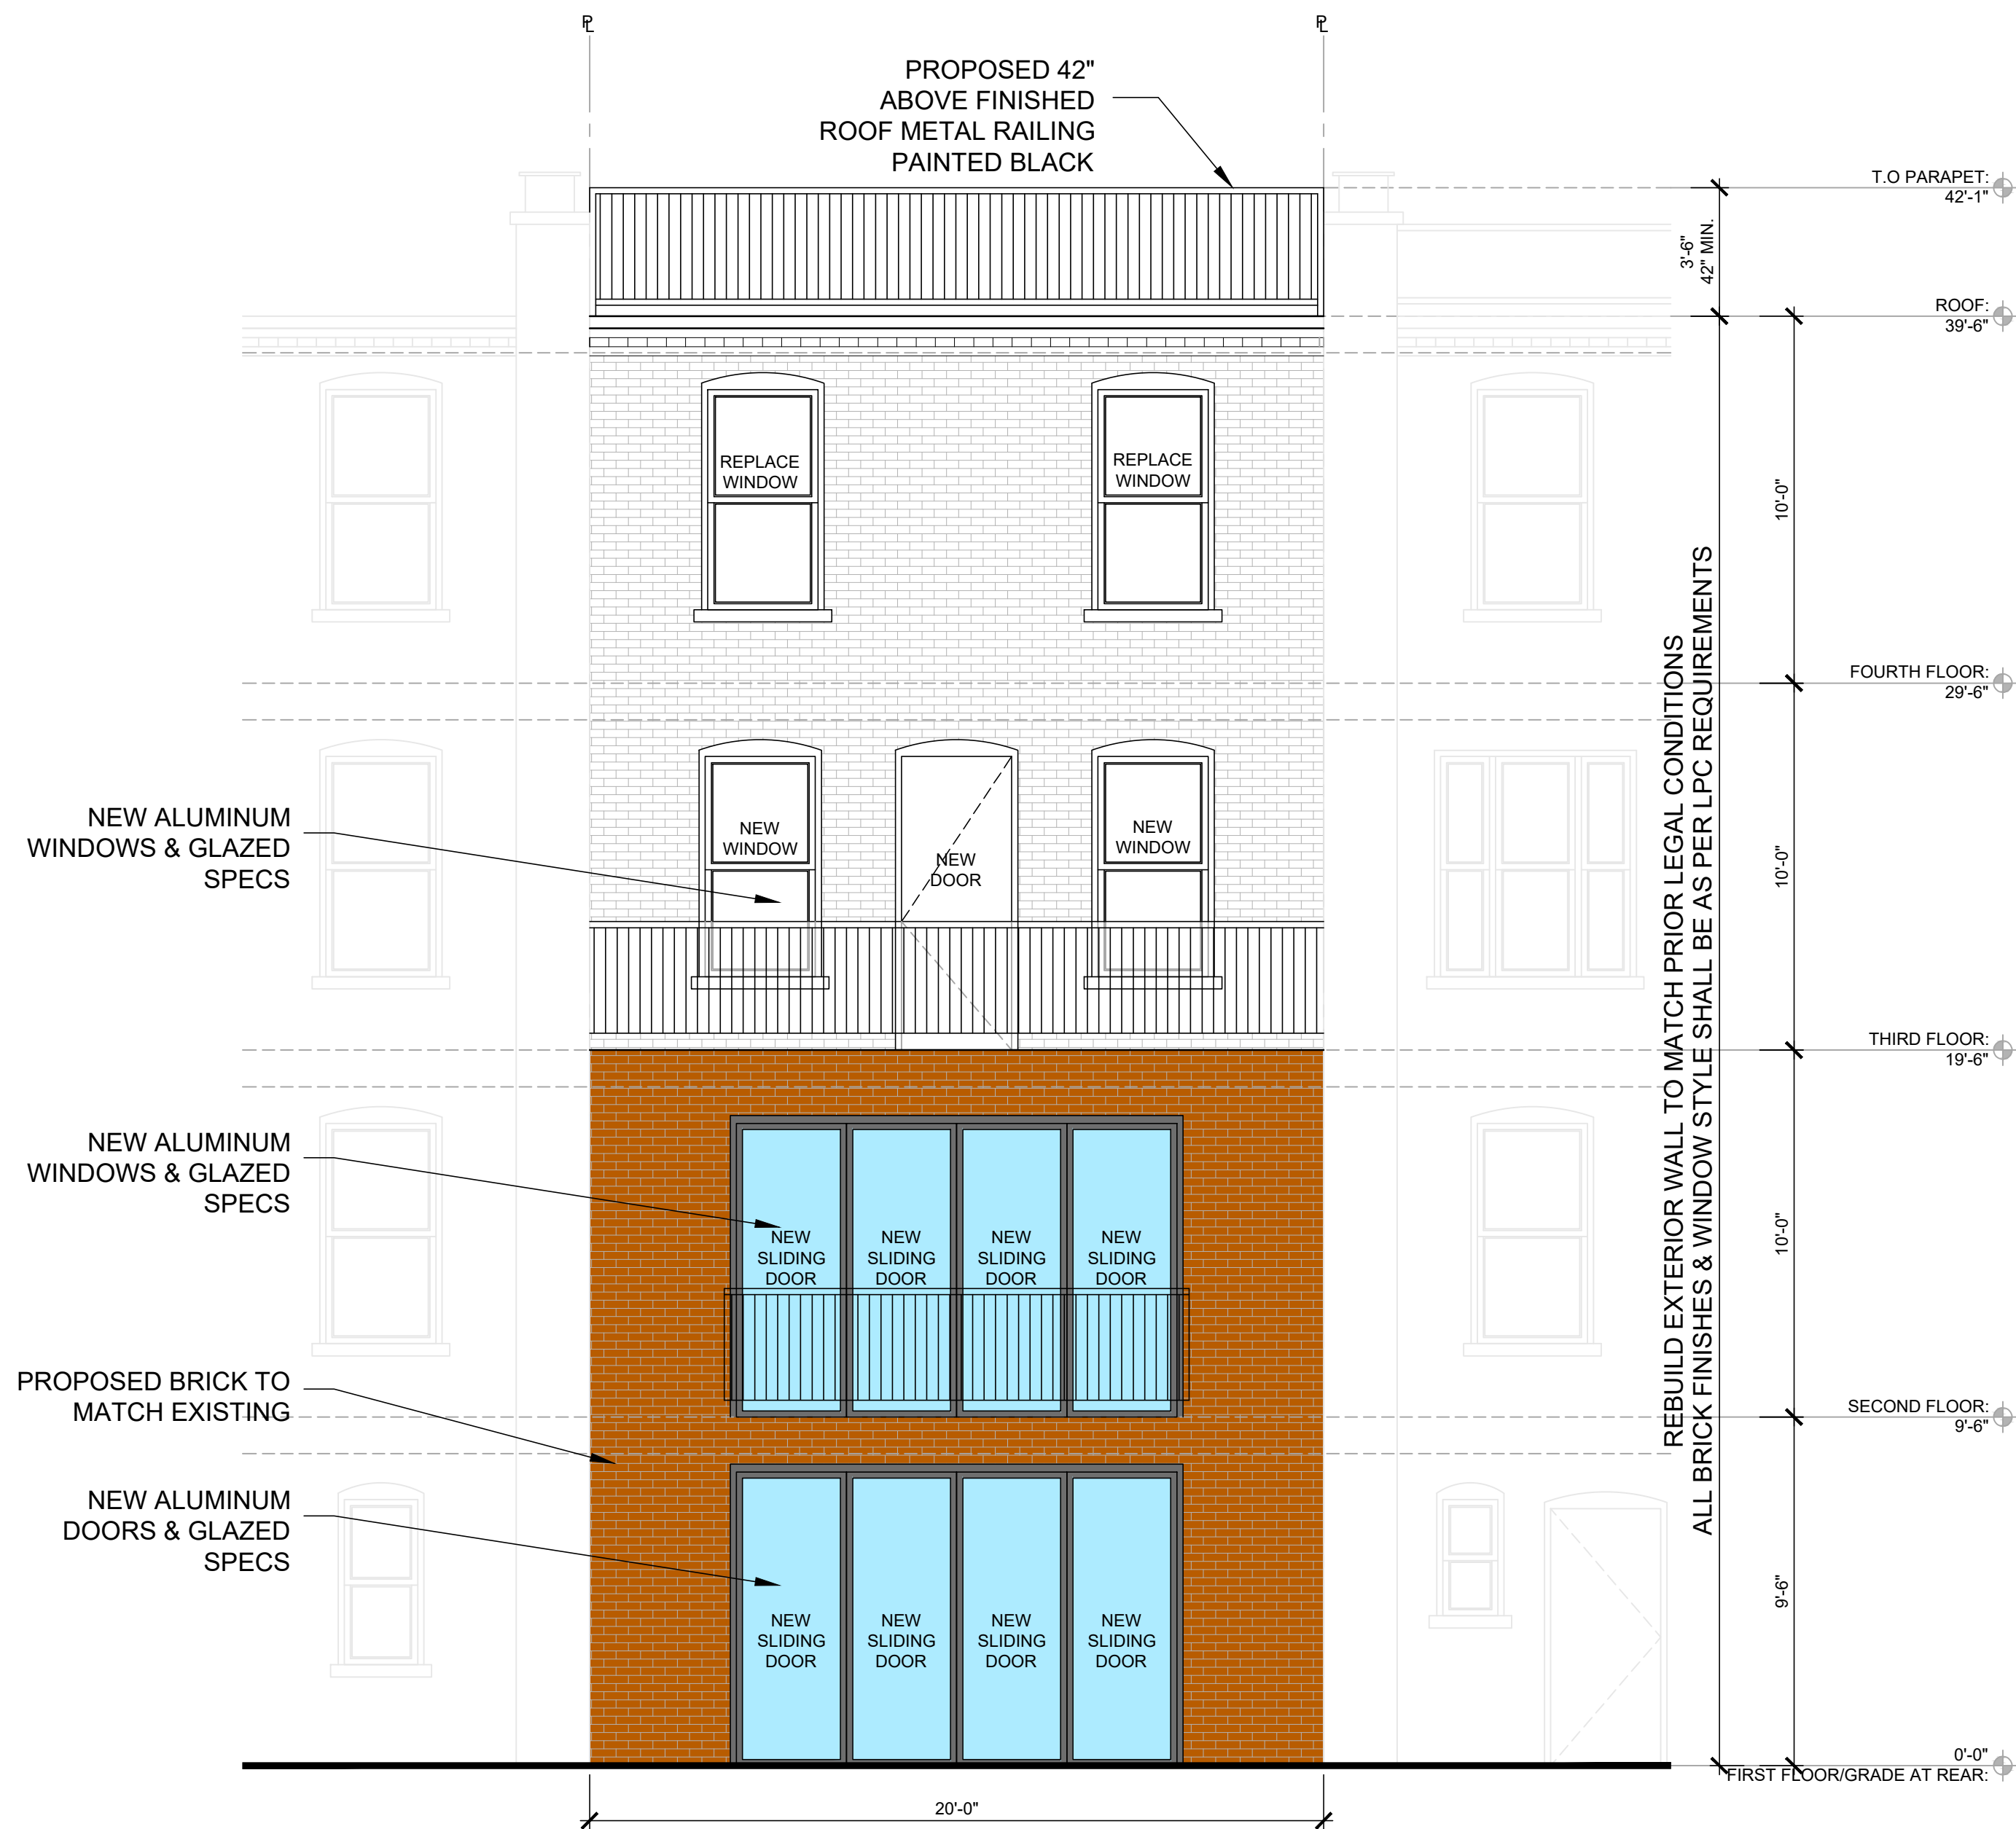 PL
PL
PROPOSED 42"
ABOVE FINISHED
ROOF METAL RAILING
PAINTED BLACK
T.O PARAPET:
42'-1"
3'-6"
42" MIN.
ROOF:
39'-6"
REPLACE
WINDOW
REPLACE
WINDOW
10'-0"
FOURTH FLOOR:
29'-6"
NEW ALUMINUM
WINDOWS & GLAZED
SPECS
NEW
WINDOW
NEW
DOOR
NEW
WINDOW
10'-0"
REBUILD EXTERIOR WALL TO MATCH PRIOR LEGAL CONDITIONS
ALL BRICK FINISHES & WINDOW STYLE SHALL BE AS PER LPC REQUIREMENTS
THIRD FLOOR:
19'-6"
NEW ALUMINUM
WINDOWS & GLAZED
SPECS
NEW
SLIDING
DOOR
NEW
SLIDING
DOOR
NEW
SLIDING
DOOR
NEW
SLIDING
DOOR
10'-0"
PROPOSED BRICK TO
MATCH EXISTING
SECOND FLOOR:
9'-6"
NEW ALUMINUM
DOORS & GLAZED
SPECS
NEW
SLIDING
DOOR
NEW
SLIDING
DOOR
NEW
SLIDING
DOOR
NEW
SLIDING
DOOR
9'-6"
0'-0"
FIRST FLOOR/GRADE AT REAR:
20'-0"